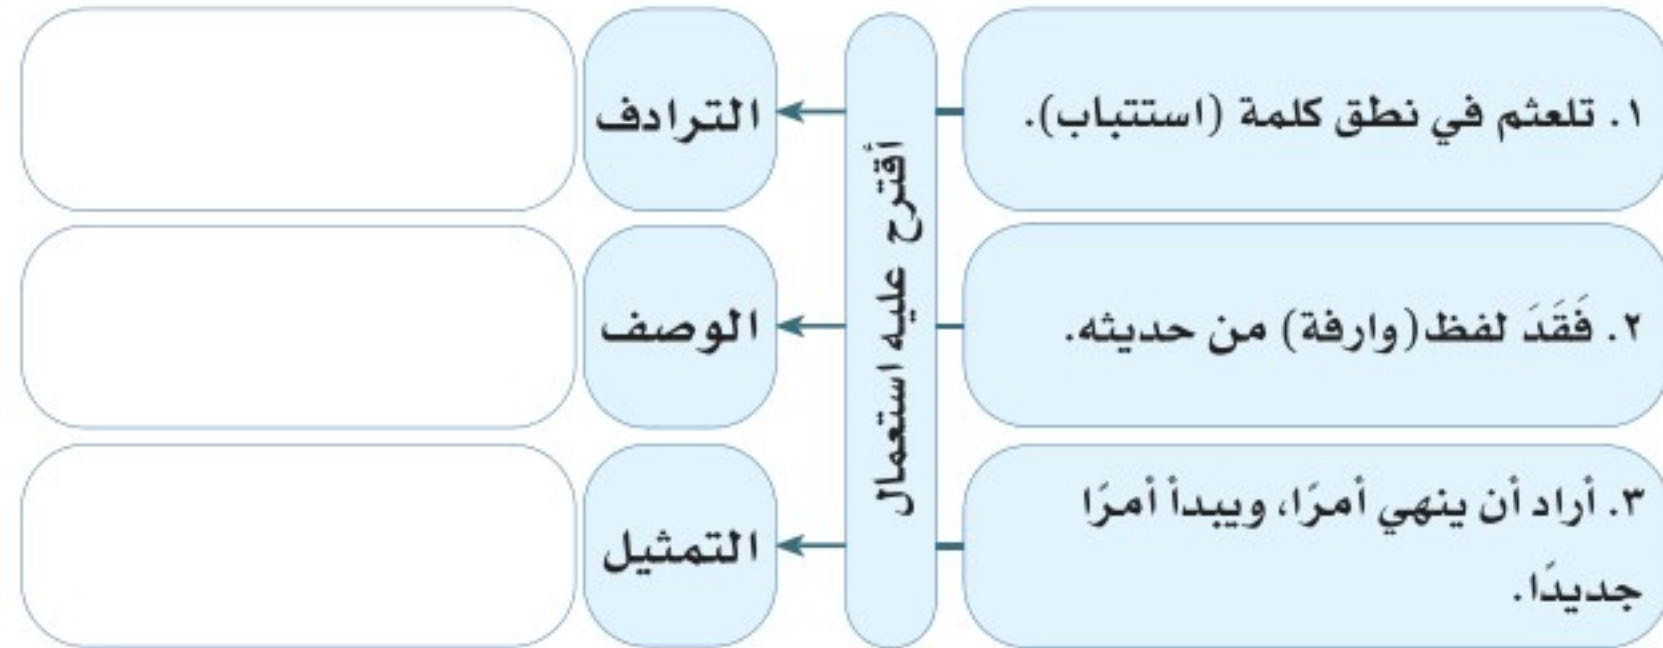 ١. تلعثم في نطق كلمة (استتباب).
أقترح عليه استعمال
الترادف
٢. فَقَدَ لفظ (وارفة) من حديثه.
الوصف
٣. أراد أن ينهي أمرًا، ويبدأ أمرًا
جديدًا.
التمثيل